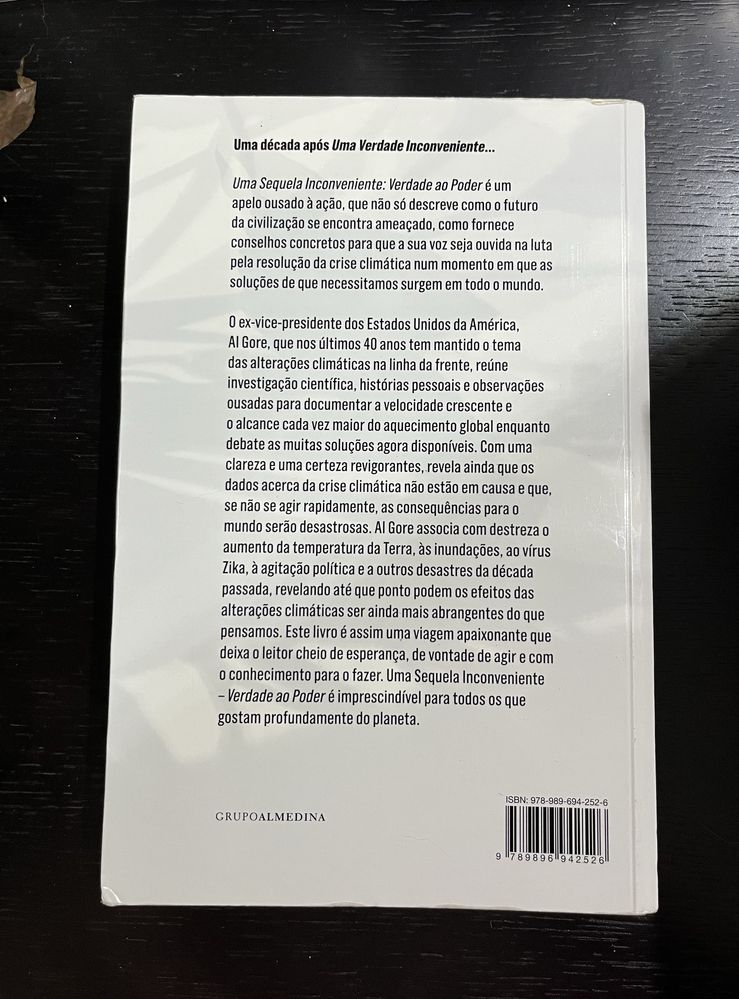 Uma década após Uma Verdade Inconveniente...
Uma Sequela Inconveniente: Verdade ao Poder é um
apelo ousado à ação, que não só descreve como o futuro
da civilização se encontra ameaçado, como fornece
conselhos concretos para que a sua voz seja ouvida na luta
pela resolução da crise climática num momento em que as
soluções de que necessitamos surgem em todo o mundo.
O ex-vice-presidente dos Estados Unidos da América,
Al Gore, que nos últimos 40 anos tem mantido o tema
das alterações climáticas na linha da frente, reúne
investigação científica, histórias pessoais e observações
ousadas para documentar a velocidade crescente e
o alcance cada vez maior do aquecimento global enquanto
debate as muitas soluções agora disponíveis. Com uma
clareza e uma certeza revigorantes, revela ainda que os
dados acerca da crise climática não estão em causa e que,
se não se agir rapidamente, as consequências para o
mundo serão desastrosas. Al Gore associa com destreza o
aumento da temperatura da Terra, às inundações, ao vírus
Zika, à agitação política e a outros desastres da década
passada, revelando até que ponto podem os efeitos das
alterações climáticas ser ainda mais abrangentes do que
pensamos. Este livro é assim uma viagem apaixonante que
deixa o leitor cheio de esperança, de vontade de agir e com
o conhecimento para o fazer. Uma Sequela Inconveniente
– Verdade ao Poder é imprescindível para todos os que
gostam profundamente do planeta.
GRUPOALMEDINA
ISBN: 978-989-694-252-6
9 789896 942526